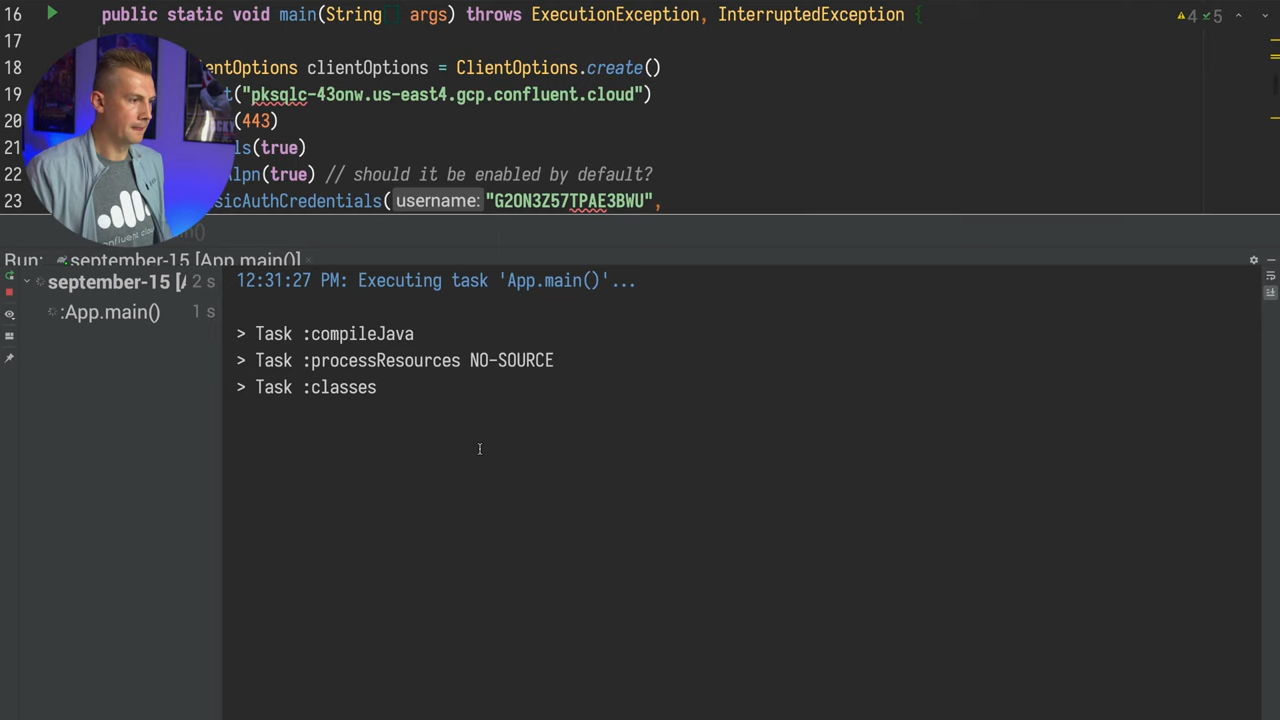 16 public static void main(String[] args) throws ExecutionException, InterruptedException {
4 5
17
18 entOptions clientOptions = ClientOptions.create()
19 t("pksqlc-43onw.us-east4.gcp.confluent.cloud")
20 (443)
21 ls(true)
22 lpn(true) // should it be enabled by default?
23 sicAuthCredentials( username: "G2ON3Z57TPAE3BWU",
confluent.cloud
Run: september-15 [App.main()] ×
september-15 [A 2 s
:App.main() 1 s
12:31:27 PM: Executing task 'App.main()'...
> Task :compileJava
> Task :processResources NO-SOURCE
> Task :classes